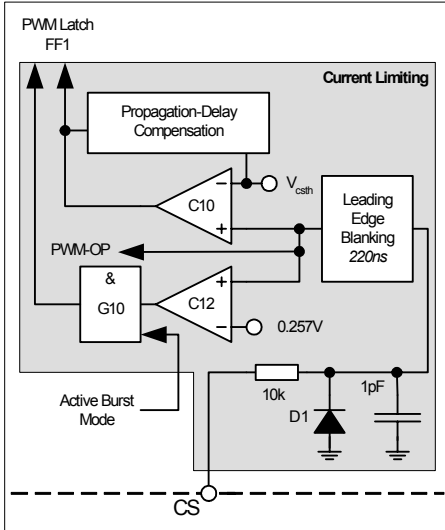 PWM Latch
FF1
Current Limiting
Propagation-Delay
Compensation
Vcsth
C10
Leading
Edge
Blanking
220ns
PWM-OP
&
G10
C12
0.257V
10k
1pF
D1
Active Burst
Mode
CS